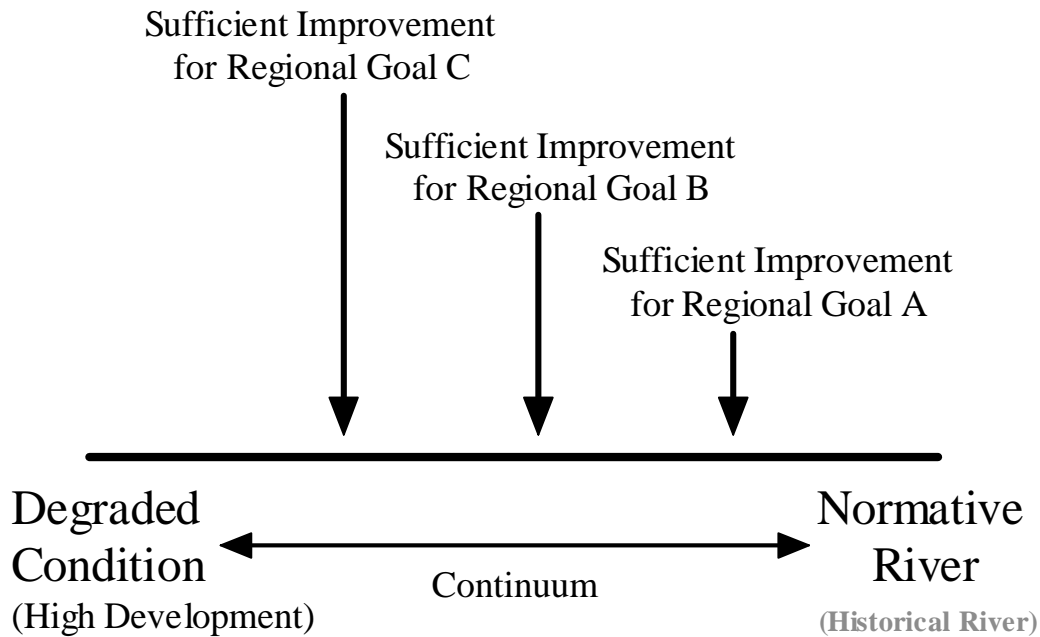 Sufficient Improvement
for Regional Goal C
Sufficient Improvement
for Regional Goal B
Sufficient Improvement
for Regional Goal A
Degraded
Condition
(High Development)
Continuum
Normative
River
(Historical River)